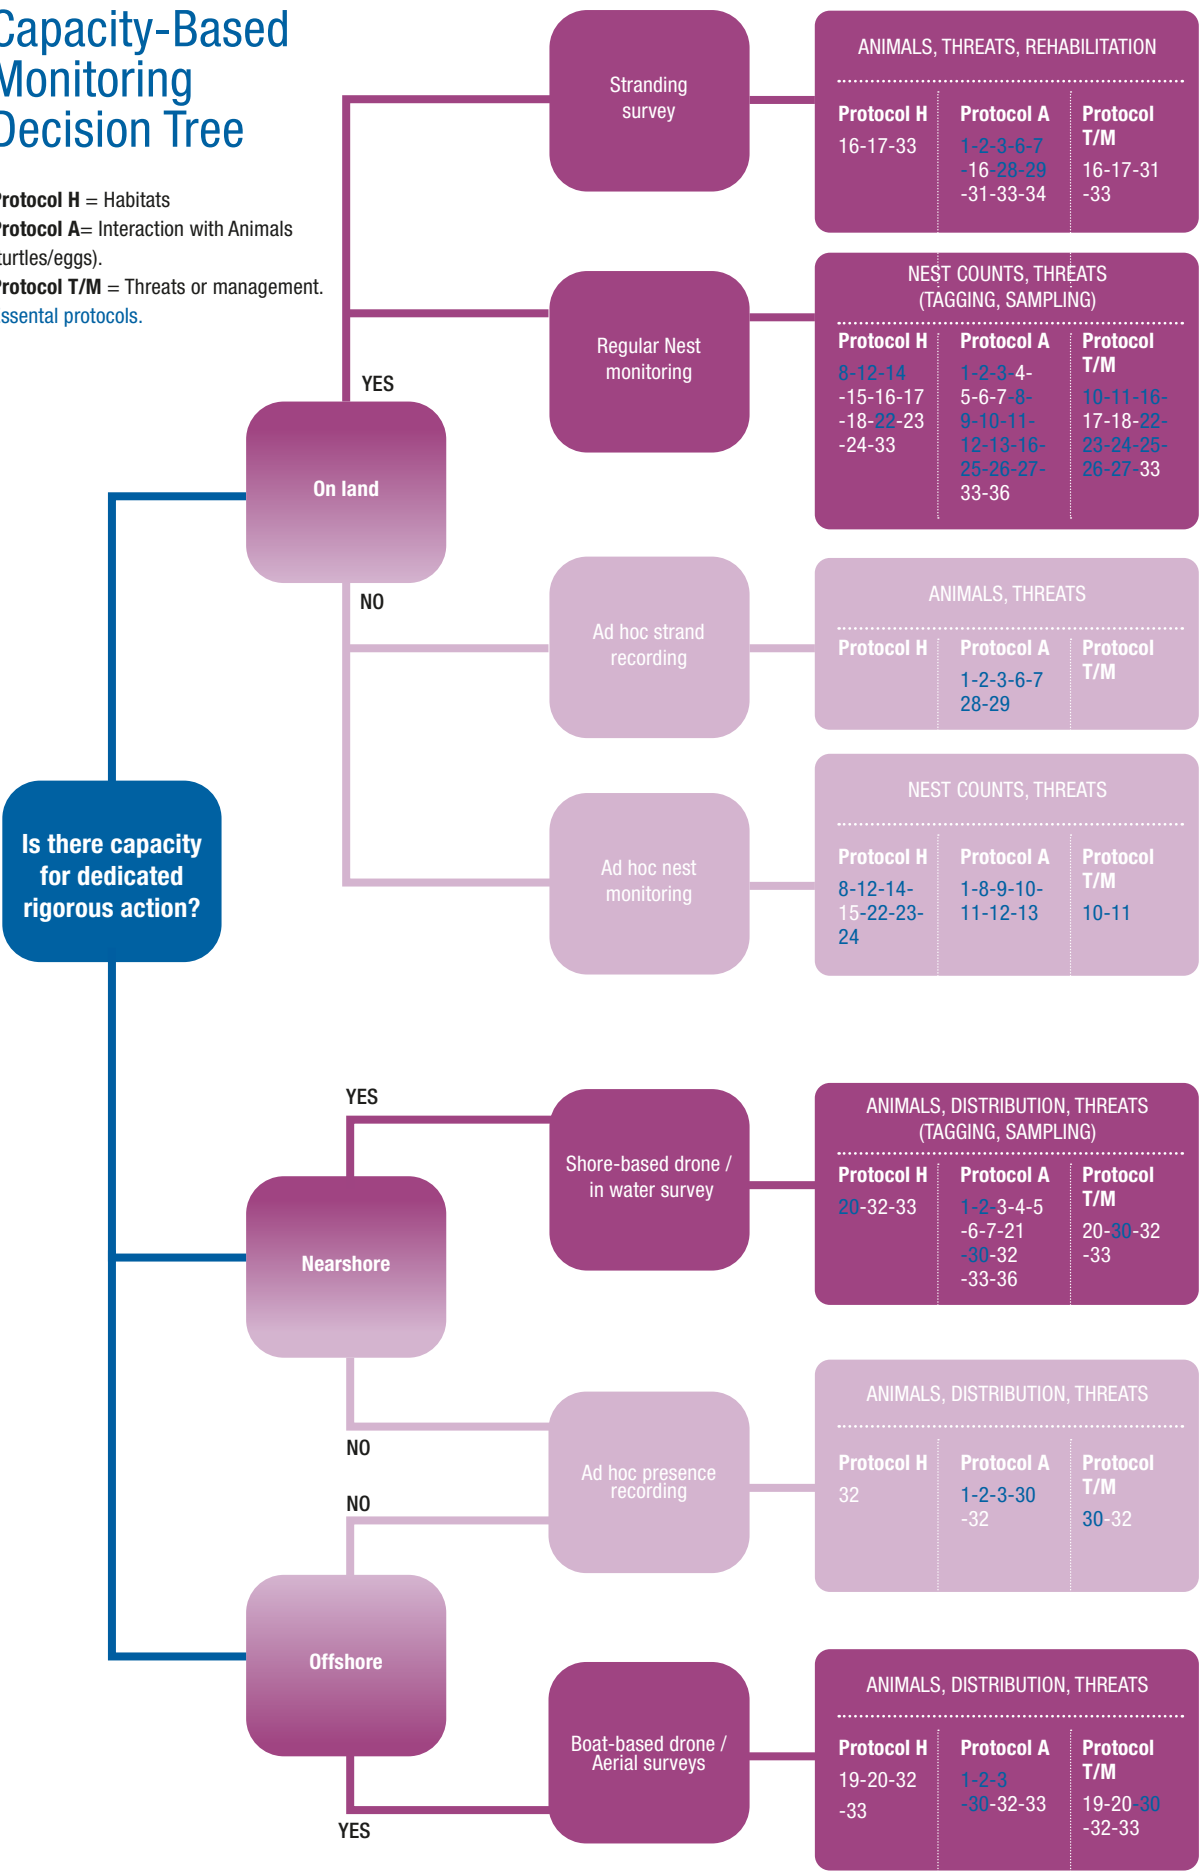 Capacity-Based
Monitoring
Decision Tree
Protocol H = Habitats
Protocol A= Interaction with Animals
turtles/eggs).
Protocol T/M = Threats or management.
ssental protocols.
Is there capacity
for dedicated
rigorous action?
YES
On land
NO
Stranding
survey
ANIMALS, THREATS, REHABILITATION
Protocol H
16-17-33
Protocol A
1-2-3-6-7
-16-28-29
-31-33-34
Protocol
T/M
16-17-31
-33
Regular Nest
monitoring
NEST COUNTS, THREATS
(TAGGING, SAMPLING)
Protocol H
8-12-14
-15-16-17
-18-22-23
-24-33
Protocol A
1-2-3-4-
5-6-7-8-
9-10-11-
12-13-16-
25-26-27-
33-36
Protocol
T/M
10-11-16-
17-18-22-
23-24-25-
26-27-33
Ad hoc strand
recording
ANIMALS, THREATS
Protocol H
Protocol A
1-2-3-6-7
28-29
Protocol
T/M
Ad hoc nest
monitoring
NEST COUNTS, THREATS
Protocol H
8-12-14-
15-22-23-
24
Protocol A
1-8-9-10-
11-12-13
Protocol
T/M
10-11
YES
Nearshore
NO
Shore-based drone /
in water survey
ANIMALS, DISTRIBUTION, THREATS
(TAGGING, SAMPLING)
Protocol H
20-32-33
Protocol A
1-2-3-4-5
-6-7-21
-30-32
-33-36
Protocol
T/M
20-30-32
-33
NO
Offshore
YES
Ad hoc presence
recording
ANIMALS, DISTRIBUTION, THREATS
Protocol H
32
Protocol A
1-2-3-30
-32
Protocol
T/M
30-32
Boat-based drone /
Aerial surveys
ANIMALS, DISTRIBUTION, THREATS
Protocol H
19-20-32
-33
Protocol A
1-2-3
-30-32-33
Protocol
T/M
19-20-30
-32-33